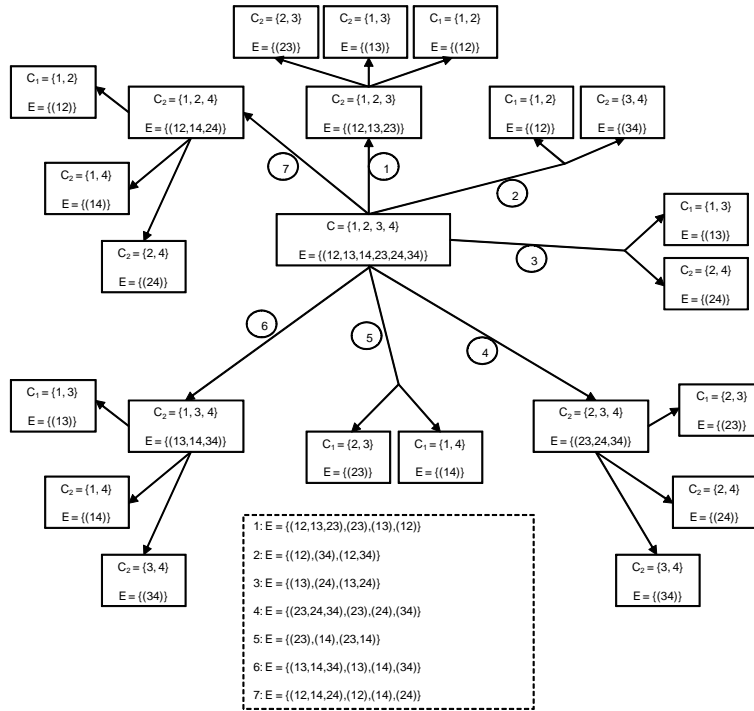 C₂ = {2, 3}
E = {(23)}
C₂ = {1, 3}
E = {(13)}
C₁ = {1, 2}
E = {(12)}
C₁ = {1, 2}
E = {(12)}
C₂ = {1, 2, 4}
E = {(12,14,24)}
C₂ = {1, 2, 3}
E = {(12,13,23)}
C₁ = {1, 2}
E = {(12)}
C₂ = {3, 4}
E = {(34)}
C₂ = {1, 4}
E = {(14)}
7
1
2
C₂ = {2, 4}
E = {(24)}
C = {1, 2, 3, 4}
E = {(12,13,14,23,24,34)}
3
C₁ = {1, 3}
E = {(13)}
C₂ = {2, 4}
E = {(24)}
6
5
4
C₁ = {1, 3}
E = {(13)}
C₂ = {1, 3, 4}
E = {(13,14,34)}
C₁ = {2, 3}
E = {(23)}
C₁ = {1, 4}
E = {(14)}
C₂ = {2, 3, 4}
E = {(23,24,34)}
C₁ = {2, 3}
E = {(23)}
C₂ = {1, 4}
E = {(14)}
C₂ = {2, 4}
E = {(24)}
C₂ = {3, 4}
E = {(34)}
C₂ = {3, 4}
E = {(34)}
1: E = {(12,13,23),(23),(13),(12)}
2: E = {(12),(34),(12,34)}
3: E = {(13),(24),(13,24)}
4: E = {(23,24,34),(23),(24),(34)}
5: E = {(23),(14),(23,14)}
6: E = {(13,14,34),(13),(14),(34)}
7: E = {(12,14,24),(12),(14),(24)}